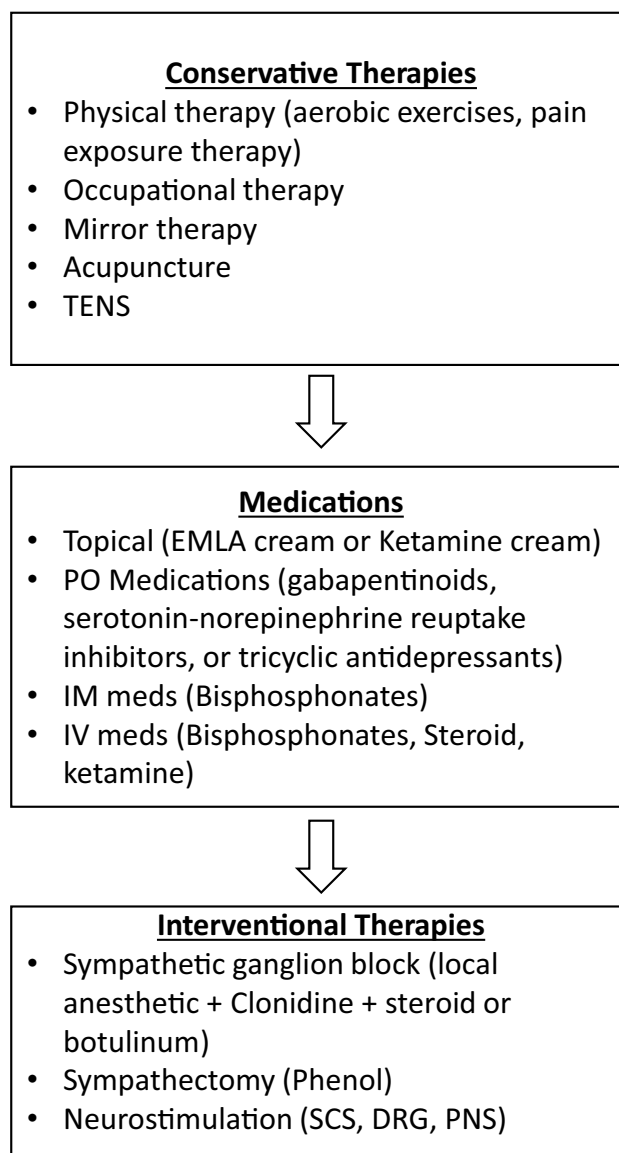 Conservative Therapies
• Physical therapy (aerobic exercises, pain
exposure therapy)
• Occupational therapy
• Mirror therapy
• Acupuncture
• TENS
Medications
• Topical (EMLA cream or Ketamine cream)
• PO Medications (gabapentinoids,
serotonin-norepinephrine reuptake
inhibitors, or tricyclic antidepressants)
• IM meds (Bisphosphonates)
• IV meds (Bisphosphonates, Steroid,
ketamine)
Interventional Therapies
• Sympathetic ganglion block (local
anesthetic + Clonidine + steroid or
botulinum)
• Sympathectomy (Phenol)
• Neurostimulation (SCS, DRG, PNS)